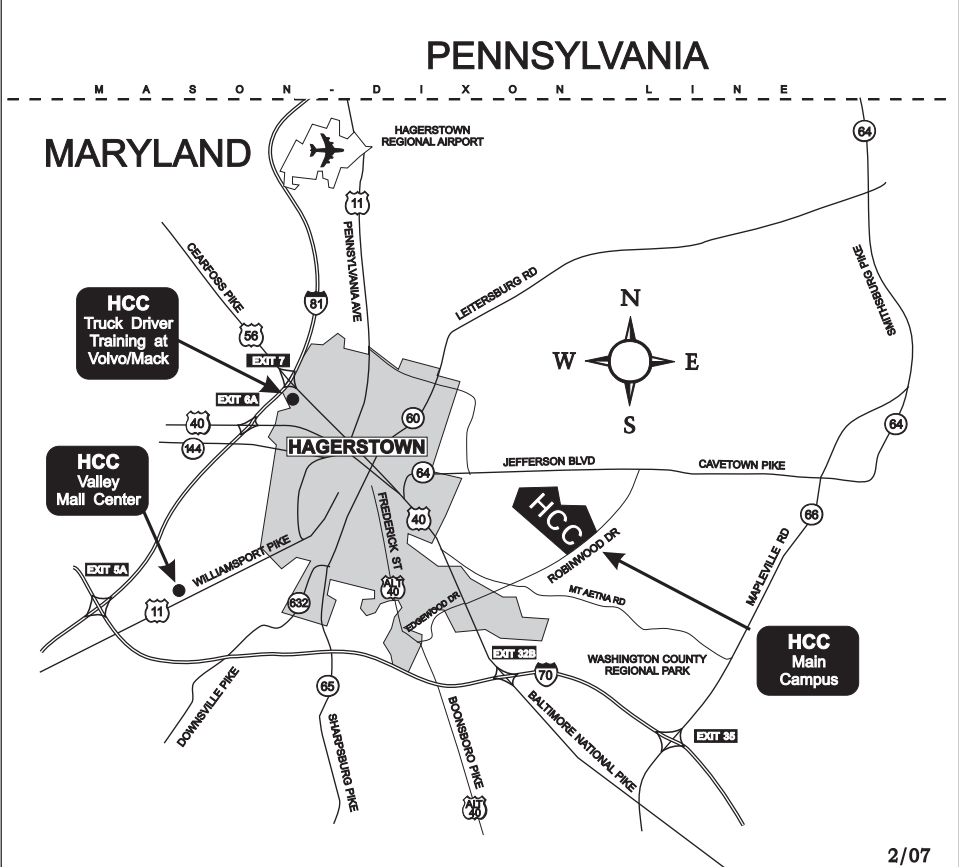 PENNSYLVANIA
MASON-DIXON LINE
MARYLAND
HAGERSTOWN
REGIONAL AIRPORT
64
11
CEARFOSS PIKE
PENNSYLVANIA AVE
LEITERSBURG RD
SMITHSBURG PIKE
HCC
Truck Driver
Training at
Volvo/Mack
81
N
W
E
S
56
EXIT 7
EXIT 6A
40
144
60
HAGERSTOWN
64
64
JEFFERSON BLVD
CAVETOWN PIKE
HCC
Valley
Mall Center
HCC
40
FREDERICK ST
66
ROBINWOOD DR
MAPLEVILLE RD
WILLIAMSPORT PIKE
EXIT 5A
11
632
ALT
40
EDGEWOOD DR
MT AETNA RD
HCC
Main
Campus
EXIT 32B
WASHINGTON COUNTY
REGIONAL PARK
70
65
DOWNSVILLE PIKE
SHARPSBURG PIKE
BOONSBORO PIKE
BALTIMORE NATIONAL PIKE
EXIT 35
ALT
40
2/07